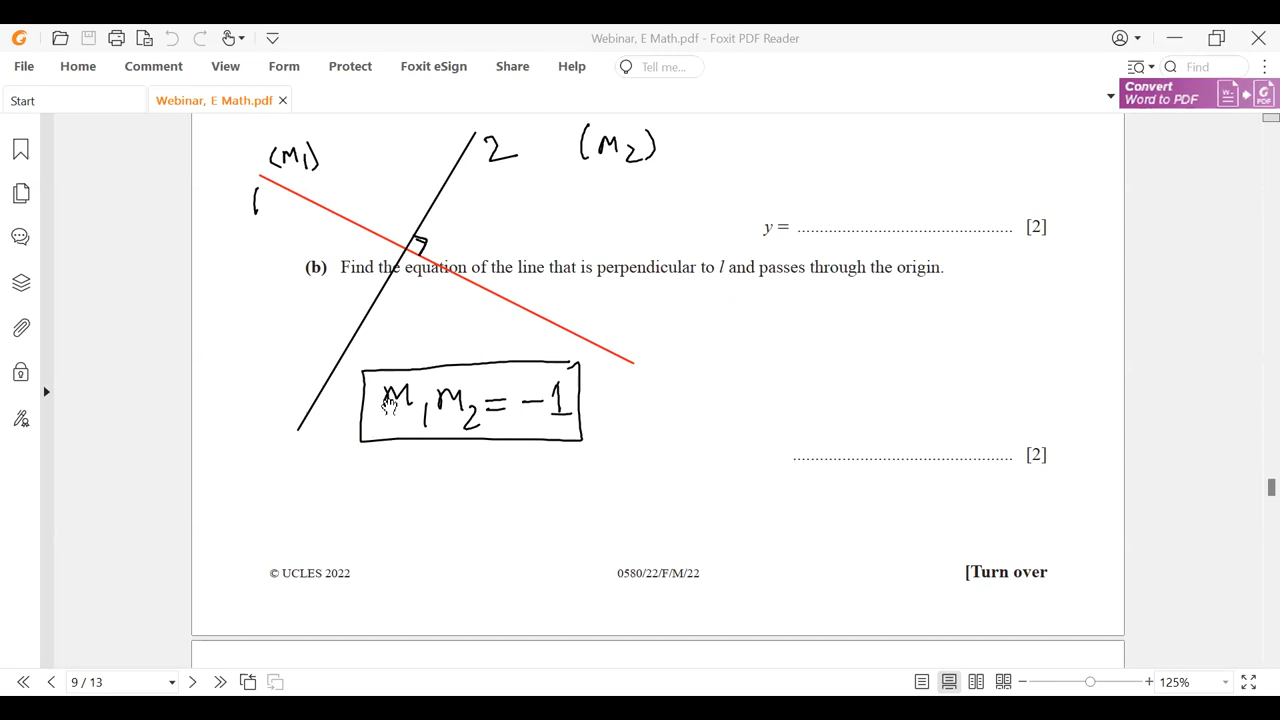 Webinar, E Math.pdf - Foxit PDF Reader
File Home Comment View Form Protect Foxit eSign Share Help Tell me... Find
Start Webinar, E Math.pdf
Convert
Word to PDF
(m1) 2 (m2)
1
y = ............................................... [2]
(b) Find the equation of the line that is perpendicular to l and passes through the origin.
m1m2 = -1
................................................ [2]
© UCLES 2022 0580/22/F/M/22 [Turn over
9 / 13 125%